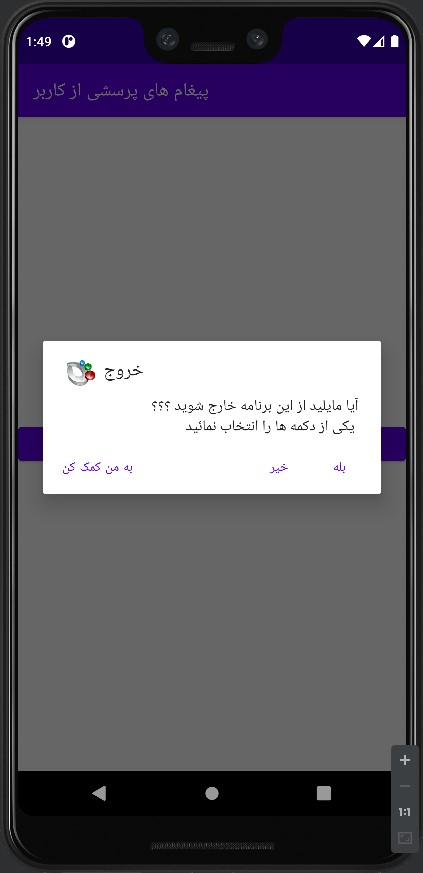 1:49
پیغام های پرسشی از کاربر
خروج
آیا مایلید از این برنامه خارج شوید ؟؟؟
یکی از دکمه ها را انتخاب نمائید
بله
خیر
به من کمک کن
1:1